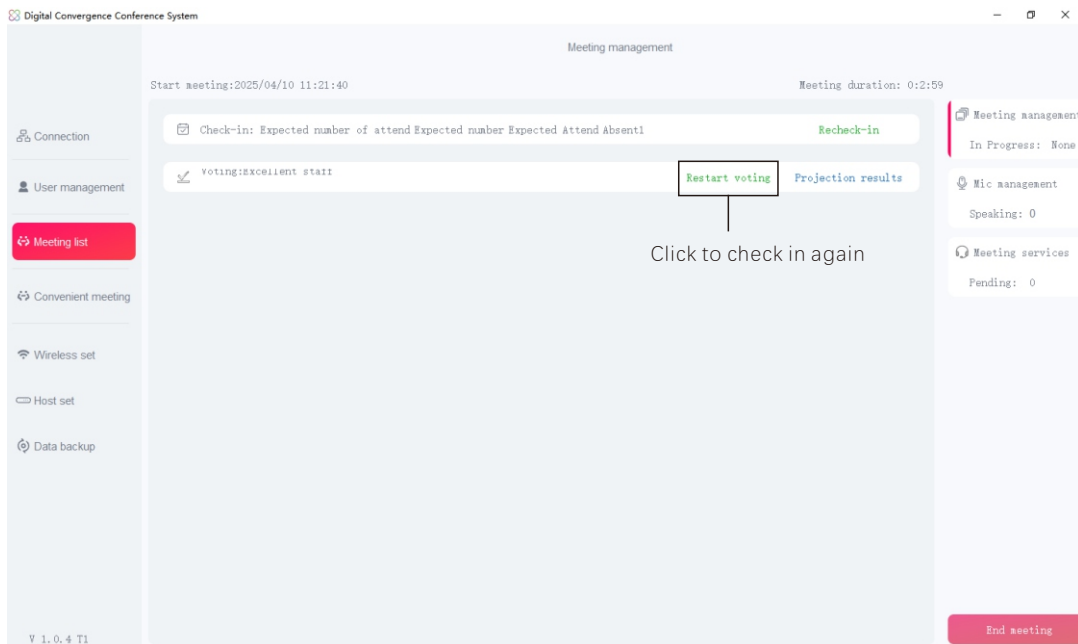 Digital Convergence Conference System
Meeting management
Start meeting:2025/04/10 11:21:40
Meeting duration: 0:2:59
Connection
User management
Meeting list
Convenient meeting
Wireless set
Host set
Data backup
V 1.0.4 T1
Check-in: Expected number of attend Expected number Expected Attend Absent1
Recheck-in
Voting:Excellent staff
Restart voting
Projection results
Click to check in again
Meeting management
In Progress: None
Mic management
Speaking: 0
Meeting services
Pending: 0
End meeting